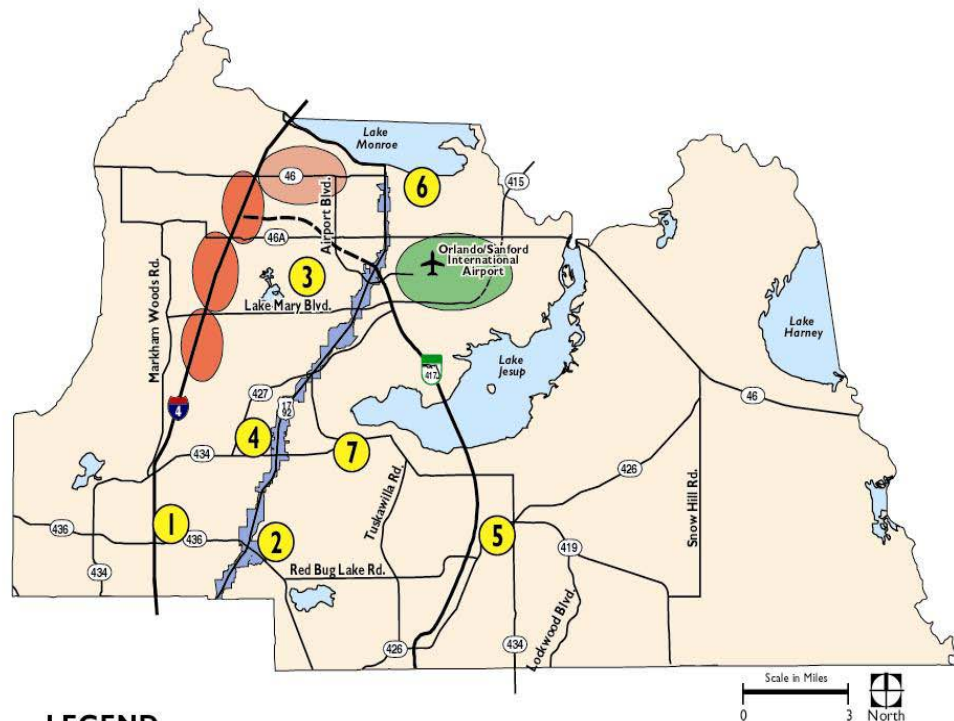 Lake
Monroe
46
6
415
Airport Blvd.
46A
Orlando/Sanford
International
Airport
3
Lake Mary Blvd.
Markham Woods Rd.
Lake
Harney
Lake
Jesup
417
4
427
17
92
46
4
434
7
426
Tuskawilla Rd.
Snow Hill Rd.
1
436
436
2
5
419
Red Bug Lake Rd.
434
Lockwood Blvd.
426
434
Scale in Miles
0 3
North
LEGEND